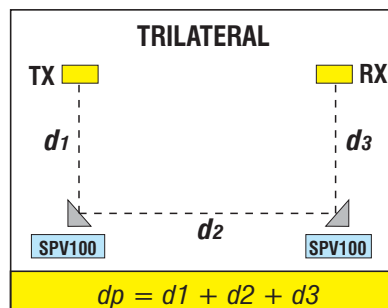 TRILATERAL
TX RX
d1 d3
d2
SPV100 SPV100
dp = d1 + d2 + d3